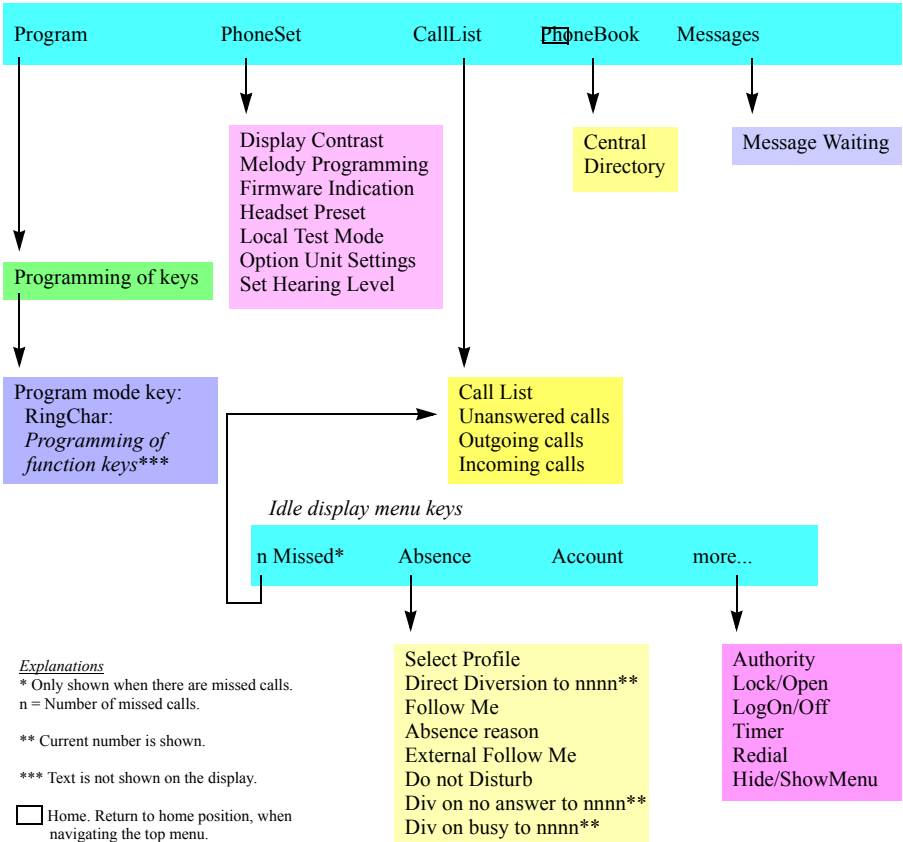 Program PhoneSet CallList PhoneBook Messages
Display Contrast
Melody Programming
Firmware Indication
Headset Preset
Local Test Mode
Option Unit Settings
Set Hearing Level
Central
Directory
Message Waiting
Programming of keys
Program mode key:
RingChar:
Programming of
function keys***
Call List
Unanswered calls
Outgoing calls
Incoming calls
Idle display menu keys
n Missed* Absence Account more...
Select Profile
Direct Diversion to nnnn**
Follow Me
Absence reason
External Follow Me
Do not Disturb
Div on no answer to nnnn**
Div on busy to nnnn**
Authority
Lock/Open
LogOn/Off
Timer
Redial
Hide/ShowMenu
Explanations
* Only shown when there are missed calls.
n = Number of missed calls.
** Current number is shown.
*** Text is not shown on the display.
Home. Return to home position, when
navigating the top menu.